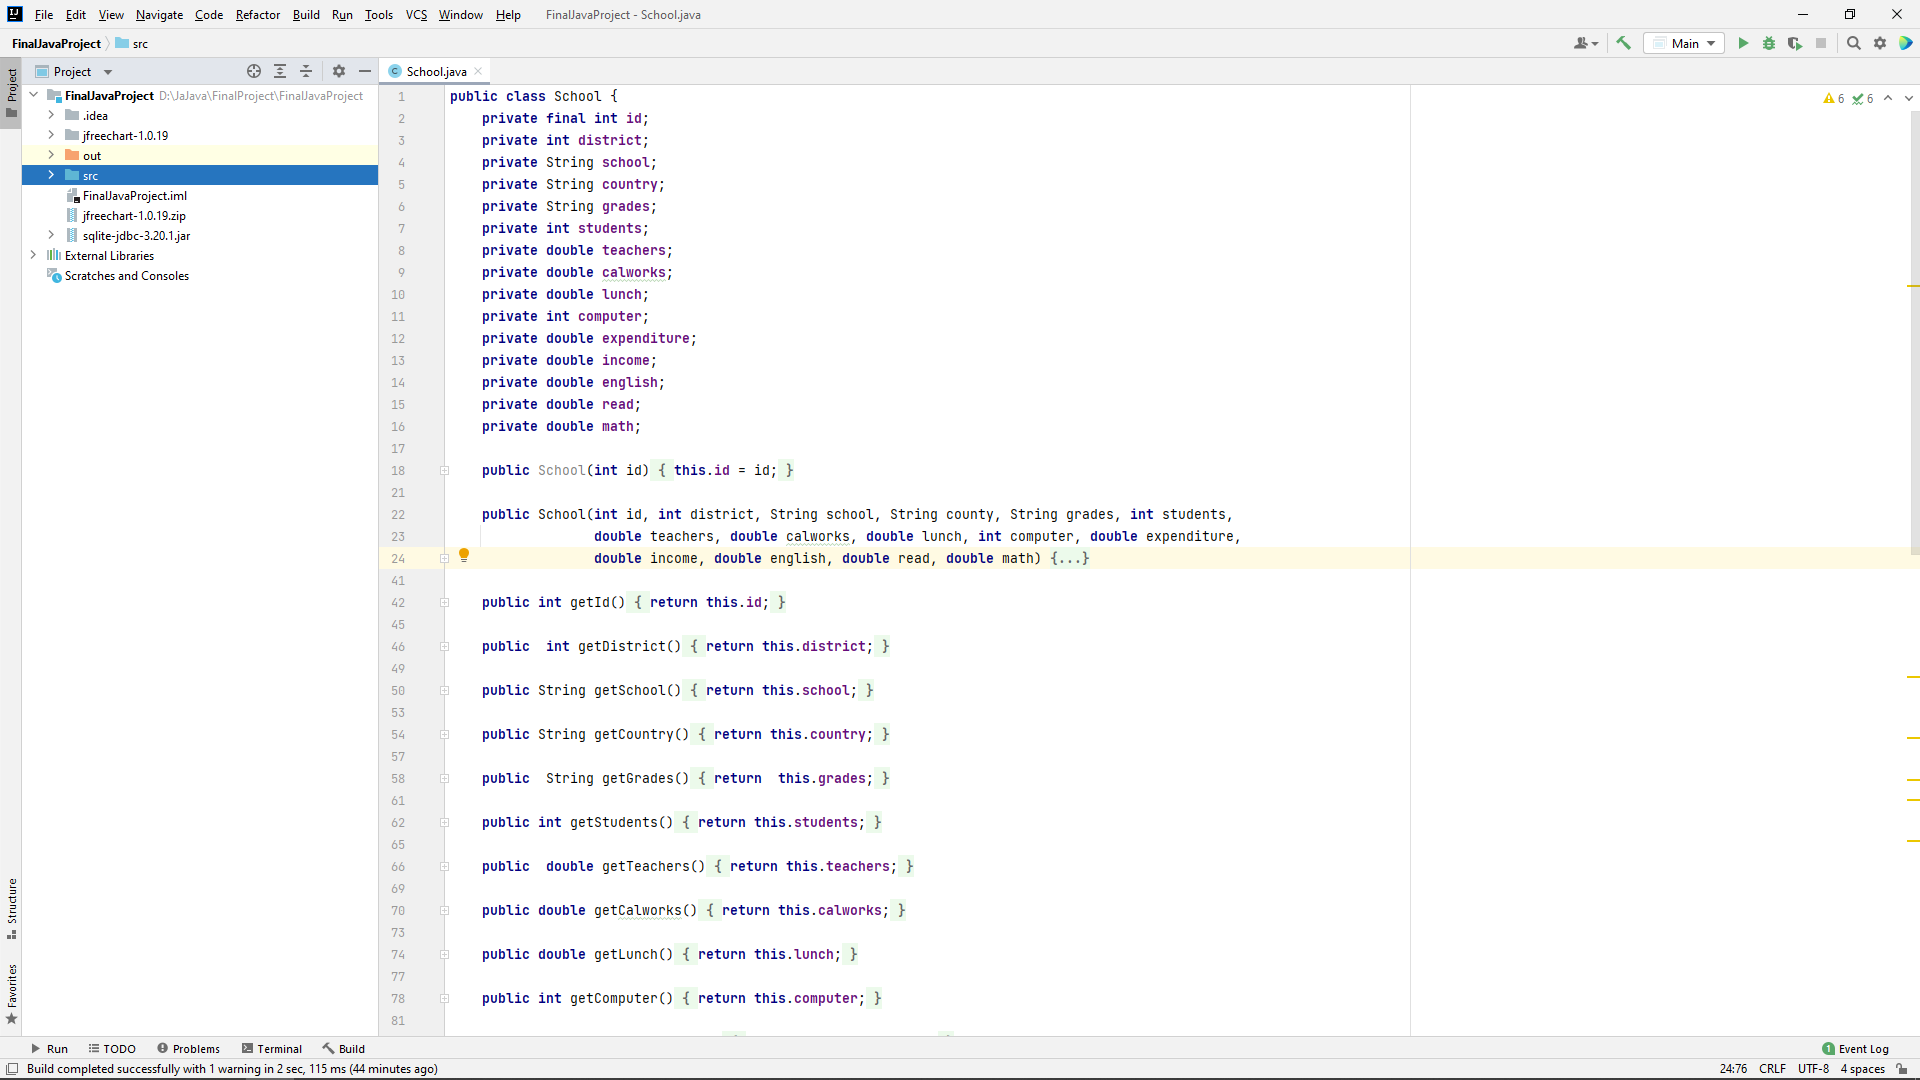 File Edit View Navigate Code Refactor Build Run Tools VCS Window Help FinalJavaProject - School.java
FinalJavaProject src Main
Project
Project
FinalJavaProject D:\JaJava\FinalProject\FinalJavaProject
.idea
jfreechart-1.0.19
out
src
FinalJavaProject.iml
jfreechart-1.0.19.zip
sqlite-jdbc-3.20.1.jar
External Libraries
Scratches and Consoles
Structure
Favorites
School.java
6 6
1 public class School {
2 private final int id;
3 private int district;
4 private String school;
5 private String country;
6 private String grades;
7 private int students;
8 private double teachers;
9 private double calworks;
10 private double lunch;
11 private int computer;
12 private double expenditure;
13 private double income;
14 private double english;
15 private double read;
16 private double math;
17
18 public School(int id) { this.id = id; }
21
22 public School(int id, int district, String school, String county, String grades, int students,
23 double teachers, double calworks, double lunch, int computer, double expenditure,
24 double income, double english, double read, double math) {...}
41
42 public int getId() { return this.id; }
45
46 public  int getDistrict() { return this.district; }
49
50 public String getSchool() { return this.school; }
53
54 public String getCountry() { return this.country; }
57
58 public  String getGrades() { return  this.grades; }
61
62 public int getStudents() { return this.students; }
65
66 public  double getTeachers() { return this.teachers; }
69
70 public double getCalworks() { return this.calworks; }
73
74 public double getLunch() { return this.lunch; }
77
78 public int getComputer() { return this.computer; }
81
Run TODO Problems Terminal Build 1 Event Log
Build completed successfully with 1 warning in 2 sec, 115 ms (44 minutes ago) 24:76 CRLF UTF-8 4 spaces